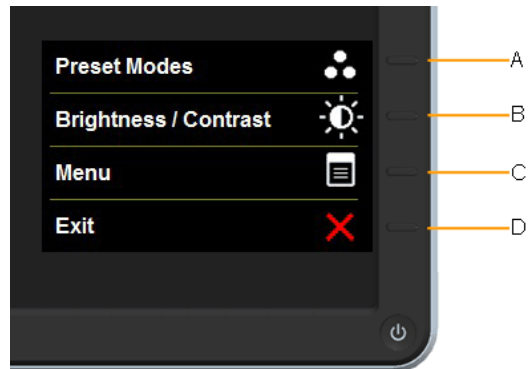 Preset Modes
A
Brightness / Contrast
B
Menu
C
Exit
D